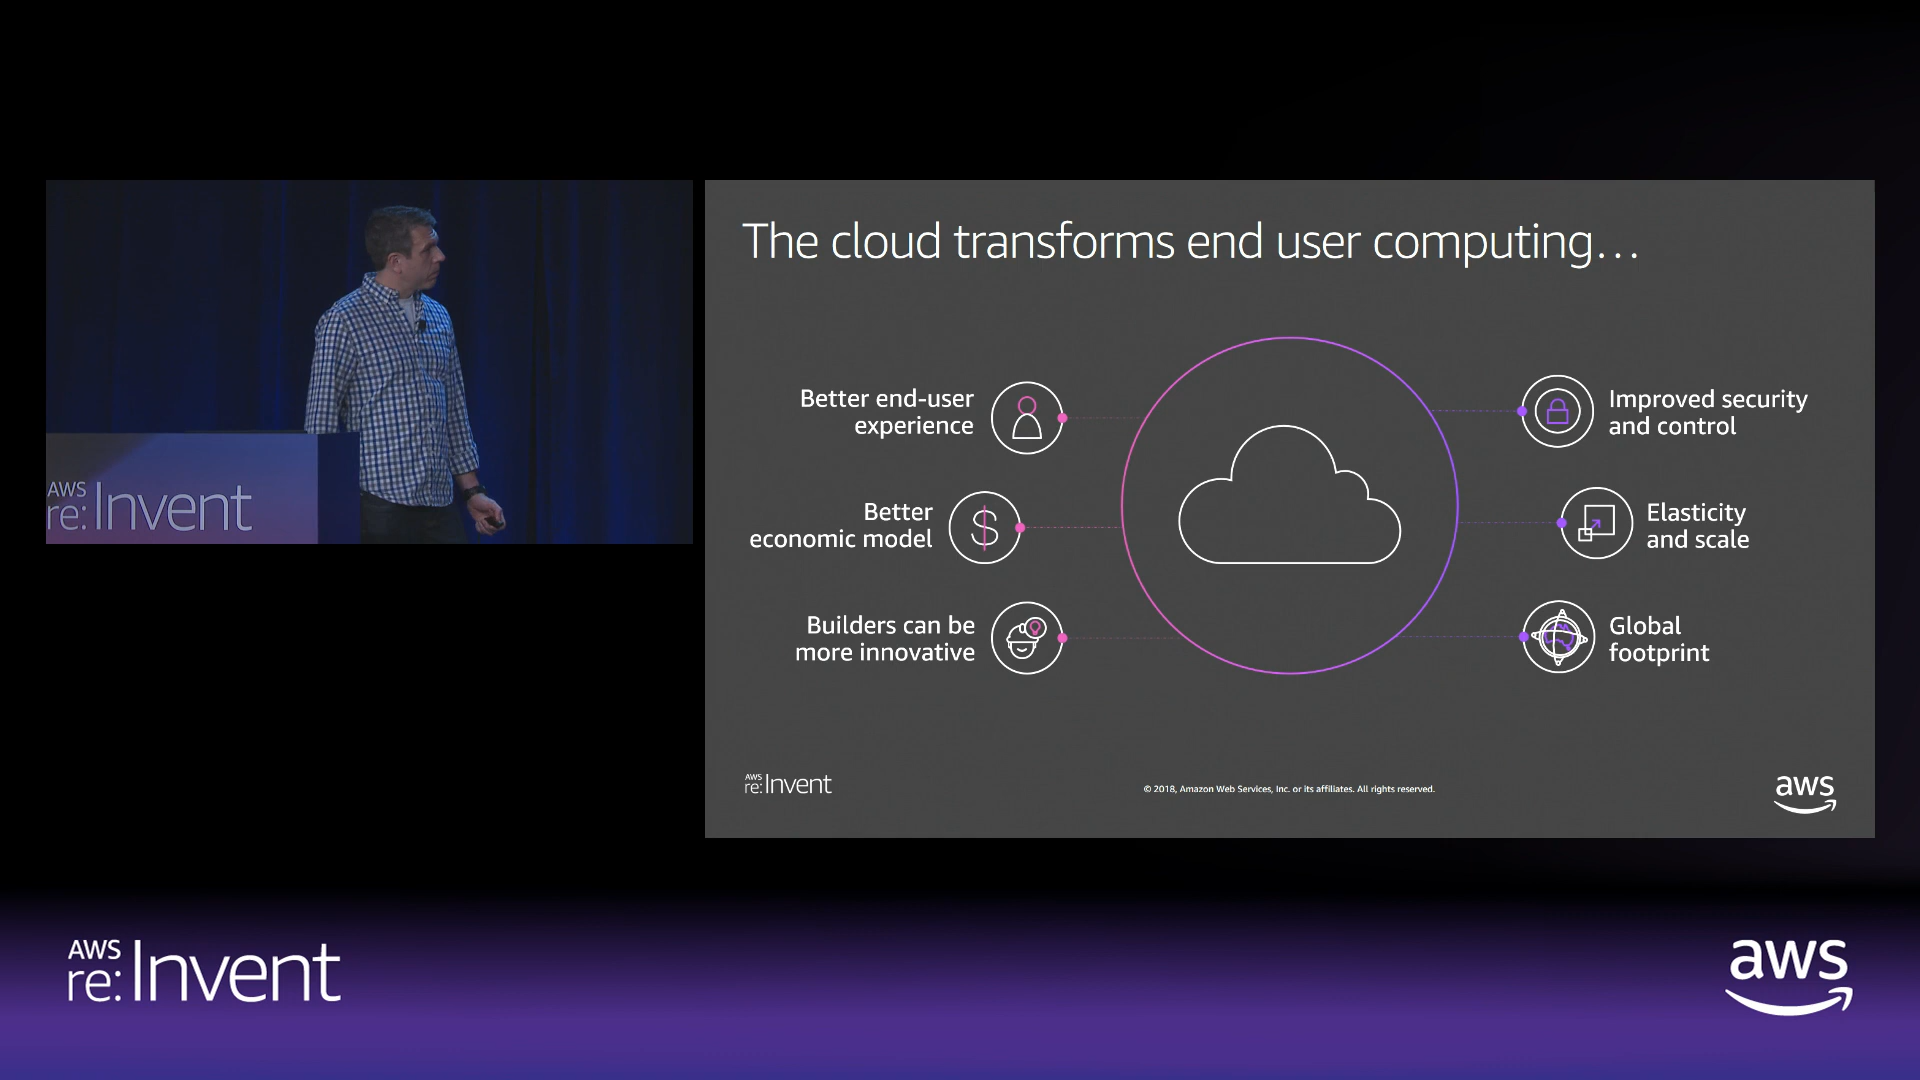 The cloud transforms end user computing...
Better end-user
experience
Better
economic model
Builders can be
more innovative
Improved security
and control
Elasticity
and scale
Global
footprint
AWS
re:Invent
© 2018, Amazon Web Services, Inc. or its affiliates. All rights reserved.
aws
AWS
re:Invent
AWS
re:Invent
aws